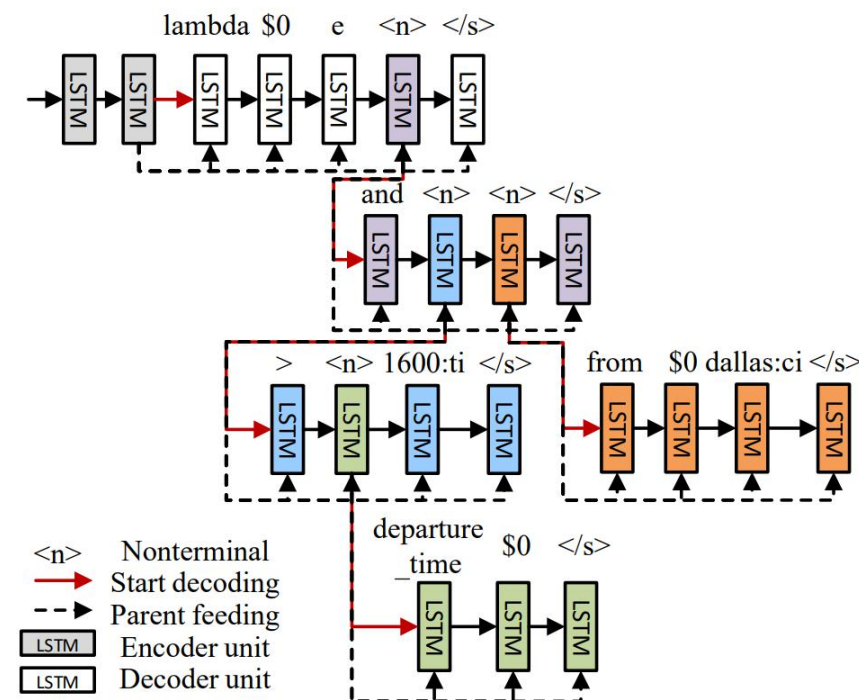 lambda $0 e <n> </s>
LSTM LSTM LSTM LSTM LSTM LSTM LSTM
and <n> <n> </s>
LSTM LSTM LSTM LSTM
> <n> 1600:ti </s>
LSTM LSTM LSTM LSTM
from $0 dallas:ci </s>
LSTM LSTM LSTM LSTM
departure
_time $0 </s>
LSTM LSTM LSTM
<n> Nonterminal
Start decoding
Parent feeding
LSTM Encoder unit
LSTM Decoder unit